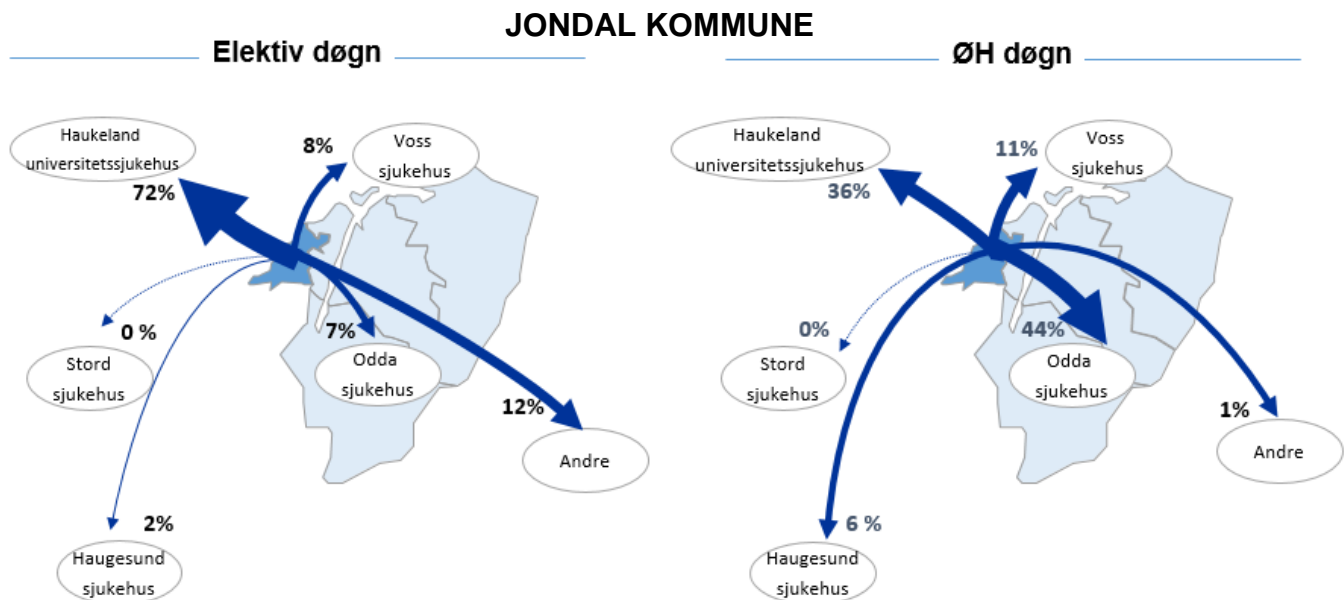 JONDAL KOMMUNE
Elektiv døgn
Haukeland
universitetssjukehus
72%
8%
Voss
sjukehus
0 %
Stord
sjukehus
7%
Odda
sjukehus
12%
Andre
2%
Haugesund
sjukehus
ØH døgn
Haukeland
universitetssjukehus
36%
11%
Voss
sjukehus
0%
Stord
sjukehus
44%
Odda
sjukehus
1%
Andre
6 %
Haugesund
sjukehus